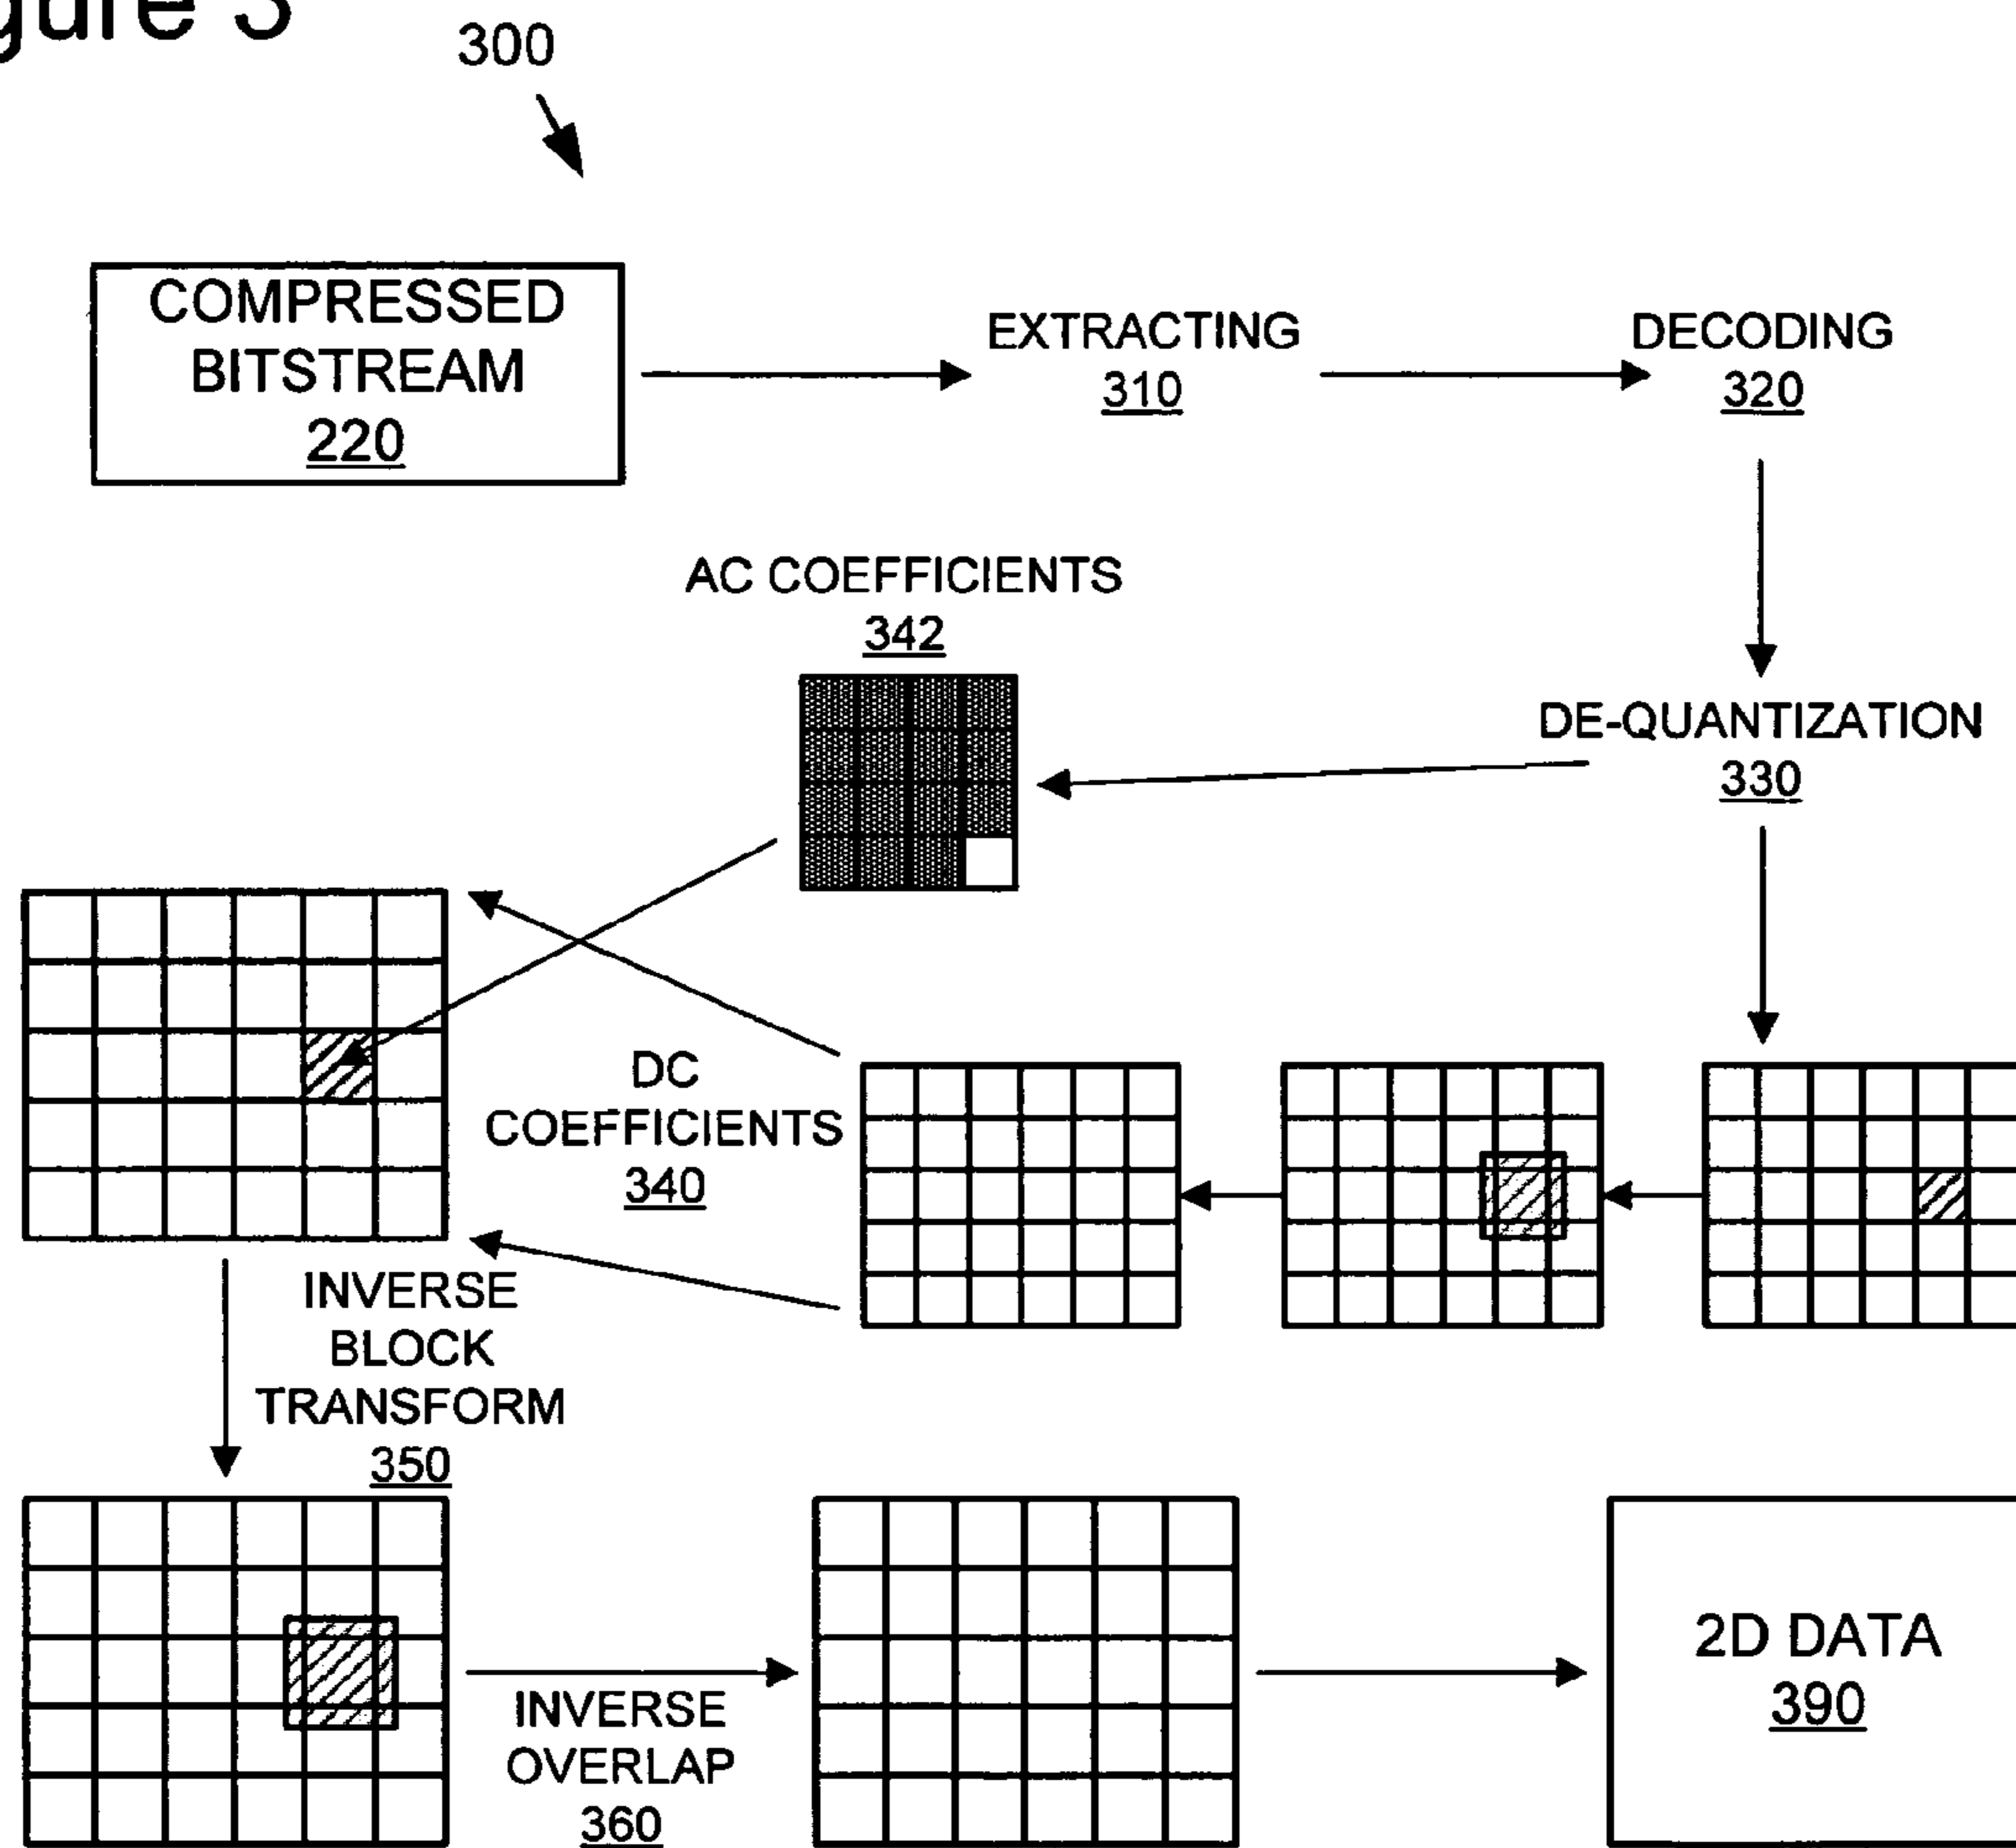 gure 3
300
COMPRESSED
BITSTREAM
220
EXTRACTING
310
DECODING
320
AC COEFFICIENTS
342
DE-QUANTIZATION
330
DC
COEFFICIENTS
340
INVERSE
BLOCK
TRANSFORM
350
INVERSE
OVERLAP
360
2D DATA
390